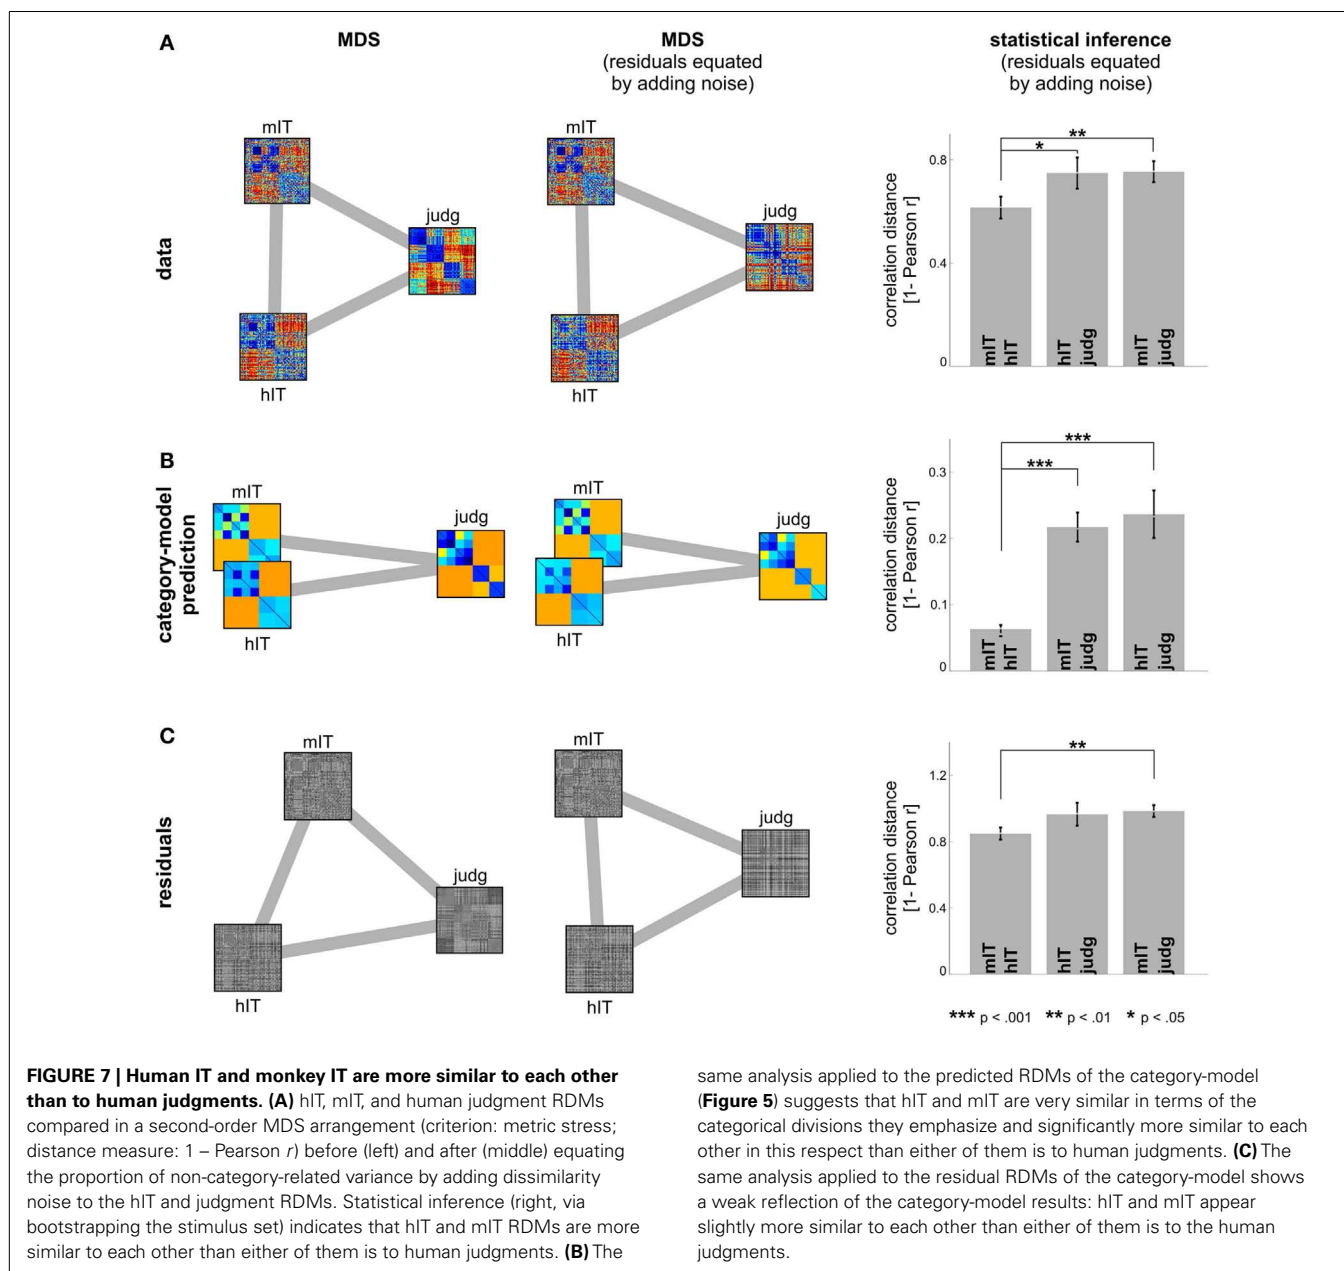 A
MDS
MDS
(residuals equated
by adding noise)
statistical inference
(residuals equated
by adding noise)
data
mIT
judg
hIT
mIT
judg
hIT
correlation distance
[1- Pearson r]
0.8
0.4
0
**
*
mIT
hIT
hIT
judg
mIT
judg
B
category-model
prediction
mIT
judg
hIT
mIT
judg
hIT
correlation distance
[1- Pearson r]
0.3
0.2
0.1
0
***
***
mIT
hIT
mIT
judg
hIT
judg
C
residuals
mIT
judg
hIT
mIT
judg
hIT
correlation distance
[1- Pearson r]
1.2
0.8
0.4
0
**
mIT
hIT
hIT
judg
mIT
judg
*** p < .001 ** p < .01 * p < .05
FIGURE 7 | Human IT and monkey IT are more similar to each other
than to human judgments. (A) hIT, mIT, and human judgment RDMs
compared in a second-order MDS arrangement (criterion: metric stress;
distance measure: 1 – Pearson r) before (left) and after (middle) equating
the proportion of non-category-related variance by adding dissimilarity
noise to the hIT and judgment RDMs. Statistical inference (right, via
bootstrapping the stimulus set) indicates that hIT and mIT RDMs are more
similar to each other than either of them is to human judgments. (B) The
same analysis applied to the predicted RDMs of the category-model
(Figure 5) suggests that hIT and mIT are very similar in terms of the
categorical divisions they emphasize and significantly more similar to each
other in this respect than either of them is to human judgments. (C) The
same analysis applied to the residual RDMs of the category-model shows
a weak reflection of the category-model results: hIT and mIT appear
slightly more similar to each other than either of them is to the human
judgments.